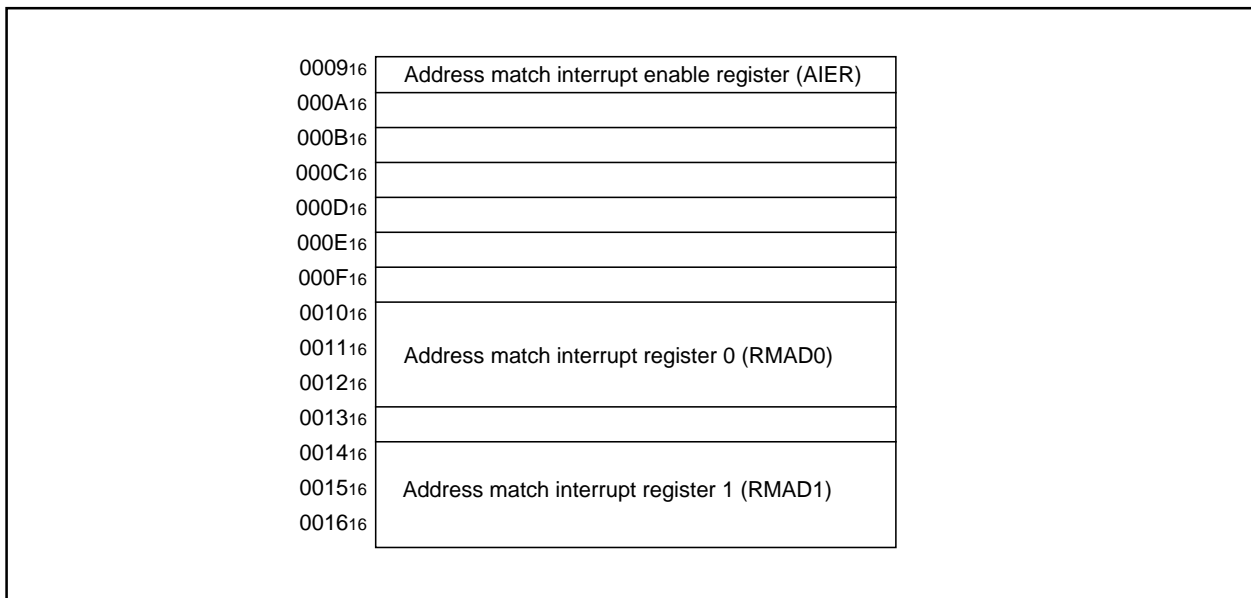 0009₁₆ Address match interrupt enable register (AIER)
000A₁₆
000B₁₆
000C₁₆
000D₁₆
000E₁₆
000F₁₆
0010₁₆
0011₁₆ Address match interrupt register 0 (RMAD0)
0012₁₆
0013₁₆
0014₁₆
0015₁₆ Address match interrupt register 1 (RMAD1)
0016₁₆